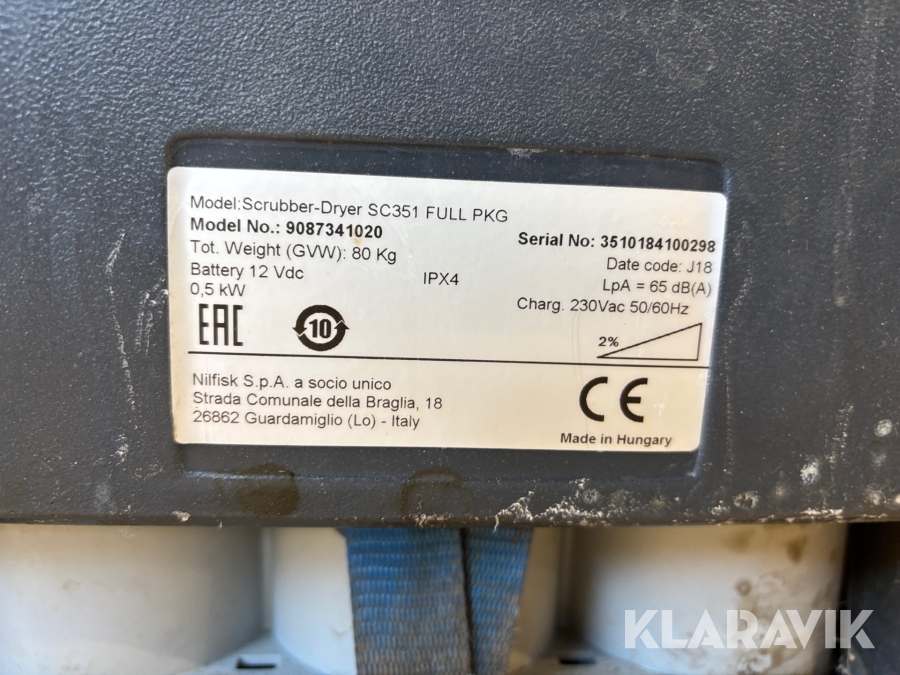 Model:Scrubber-Dryer SC351 FULL PKG
Model No.: 9087341020
Serial No: 3510184100298
Tot. Weight (GVW): 80 Kg
Date code: J18
Battery 12 Vdc
IPX4
LpA = 65 dB(A)
0,5 kW
Charg. 230Vac 50/60Hz
EAC
10
2%
Nilfisk S.p.A. a socio unico
Strada Comunale della Braglia, 18
26862 Guardamiglio (Lo) - Italy
CE
Made in Hungary
KLARAVIK